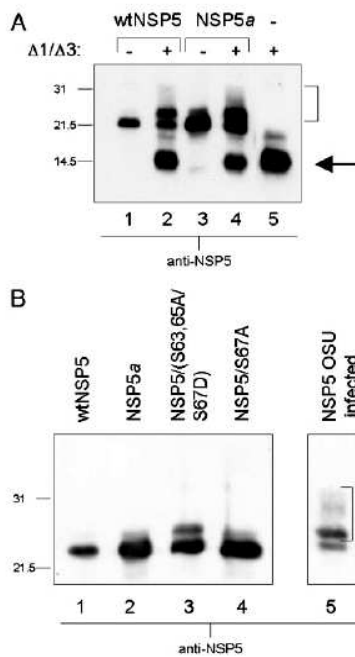 A
wtNSP5 NSP5a -
Δ1/Δ3: - + - + +
31
21.5
14.5
1 2 3 4 5
anti-NSP5
B
wtNSP5
NSP5a
NSP5/(S63,65A/
S67D)
NSP5/S67A
NSP5 OSU
infected
31
21.5
1 2 3 4 5
anti-NSP5